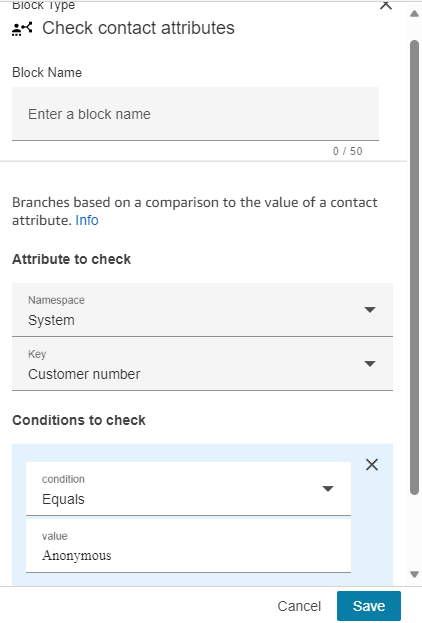 Block Type
Check contact attributes
Block Name
Enter a block name
0 / 50
Branches based on a comparison to the value of a contact
attribute. Info
Attribute to check
Namespace
System
Key
Customer number
Conditions to check
condition
Equals
value
Anonymous
Cancel
Save